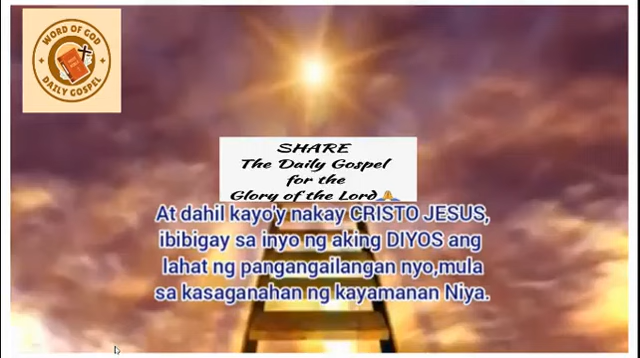 WORD OF GOD
DAILY GOSPEL
SHARE
The Daily Gospel
for the
Glory of the Lord🙏
At dahil kayo'y nakay CRISTO JESUS,
ibibigay sa inyo ng aking DIYOS ang
lahat ng pangangailangan nyo,mula
sa kasaganahan ng kayamanan Niya.